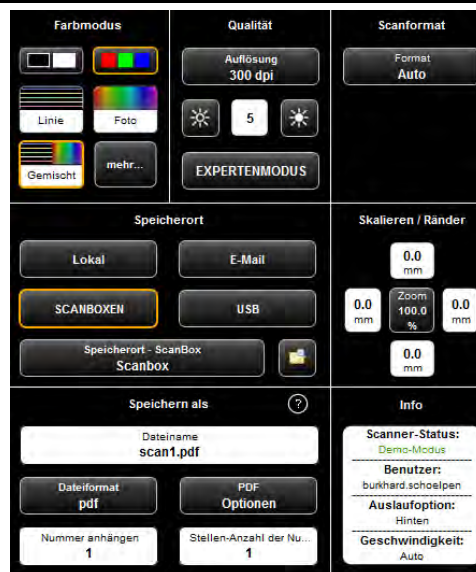 Farbmodus
Linie
Foto
Gemischt
mehr...
Qualität
Auflösung
300 dpi
5
EXPERTENMODUS
Scanformat
Format
Auto
Speicherort
Lokal
E-Mail
SCANBOXEN
USB
Speicherort - ScanBox
Scanbox
Skalieren / Ränder
0.0
mm
0.0
mm
Zoom
100.0
%
0.0
mm
0.0
mm
Speichern als
?
Dateiname
scan1.pdf
Dateiformat
pdf
PDF
Optionen
Nummer anhängen
1
Stellen-Anzahl der Nu...
1
Info
Scanner-Status:
Demo-Modus
Benutzer:
burkhard.schoelpen
Auslaufoption:
Hinten
Geschwindigkeit:
Auto